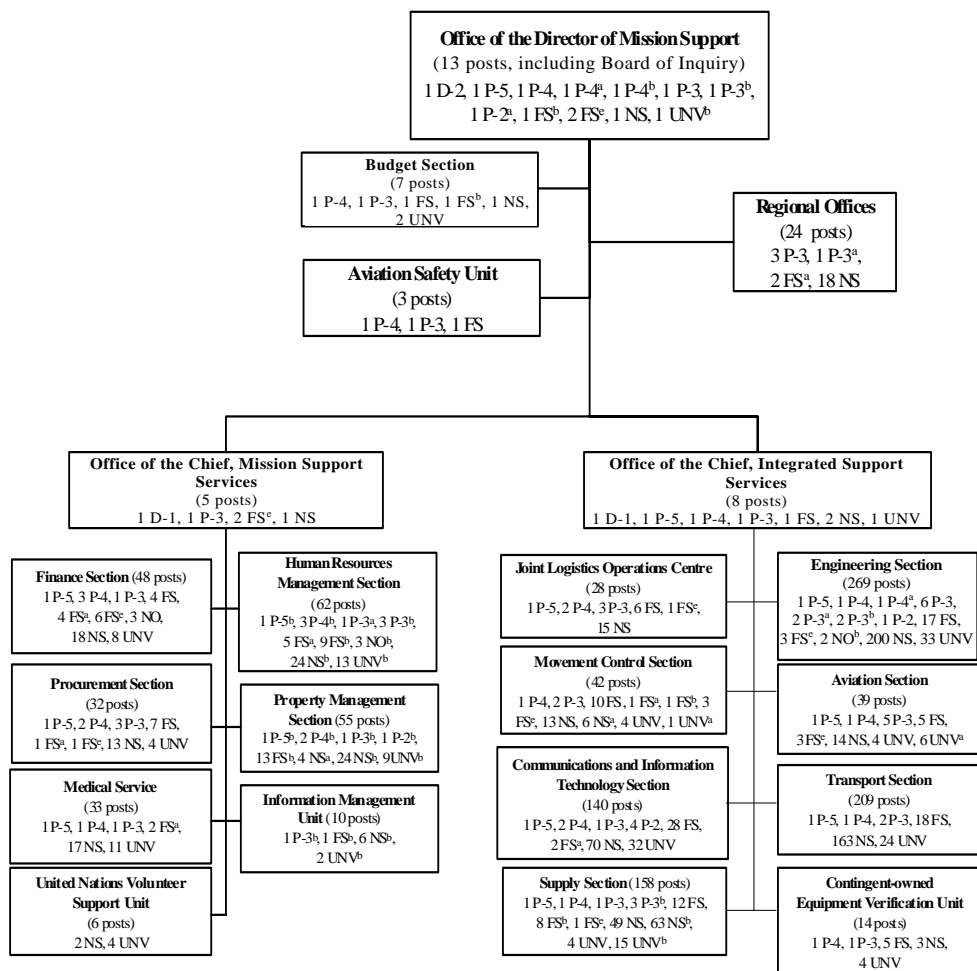 Office of the Director of Mission Support
(13 posts, including Board of Inquiry)
1 D-2, 1 P-5, 1 P-4, 1 P-4ᵃ, 1 P-4ᵇ, 1 P-3, 1 P-3ᵇ,
1 P-2ᵃ, 1 FSᵇ, 2 FSᵉ, 1 NS, 1 UNVᵇ
Budget Section
(7 posts)
1 P-4, 1 P-3, 1 FS, 1 FSᵇ, 1 NS,
2 UNV
Regional Offices
(24 posts)
3 P-3, 1 P-3ᵃ,
2 FSᵃ, 18 NS
Aviation Safety Unit
(3 posts)
1 P-4, 1 P-3, 1 FS
Office of the Chief, Mission Support
Services
(5 posts)
1 D-1, 1 P-3, 2 FSᵉ, 1 NS
Office of the Chief, Integrated Support
Services
(8 posts)
1 D-1, 1 P-5, 1 P-4, 1 P-3, 1 FS, 2 NS, 1 UNV
Finance Section (48 posts)
1 P-5, 3 P-4, 1 P-3, 4 FS,
4 FSᵃ, 6 FSᵉ, 3 NO,
18 NS, 8 UNV
Human Resources
Management Section
(62 posts)
1 P-5ᵇ, 3 P-4ᵇ, 1 P-3ᵃ, 3 P-3ᵇ,
5 FSᵃ, 9 FSᵇ, 3 NOᵇ,
24 NSᵇ, 13 UNVᵇ
Procurement Section
(32 posts)
1 P-5, 2 P-4, 3 P-3, 7 FS,
1 FSᵃ, 1 FSᵉ, 13 NS, 4 UNV
Property Management
Section (55 posts)
1 P-5ᵇ, 2 P-4ᵇ, 1 P-3ᵇ, 1 P-2ᵇ,
13 FSᵇ, 4 NSᵃ, 24 NSᵇ, 9 UNVᵇ
Medical Service
(33 posts)
1 P-5, 1 P-4, 1 P-3, 2 FSᵃ,
17 NS, 11 UNV
Information Management
Unit (10 posts)
1 P-3ᵇ, 1 FSᵇ, 6 NSᵇ,
2 UNVᵇ
United Nations Volunteer
Support Unit
(6 posts)
2 NS, 4 UNV
Joint Logistics Operations Centre
(28 posts)
1 P-5, 2 P-4, 3 P-3, 6 FS, 1 FSᵉ,
15 NS
Engineering Section
(269 posts)
1 P-5, 1 P-4, 1 P-4ᵃ, 6 P-3,
2 P-3ᵃ, 2 P-3ᵇ, 1 P-2, 17 FS,
3 FSᵉ, 2 NOᵇ, 200 NS, 33 UNV
Movement Control Section
(42 posts)
1 P-4, 2 P-3, 10 FS, 1 FSᵃ, 1 FSᵇ, 3
FSᵉ, 13 NS, 6 NSᵃ, 4 UNV, 1 UNVᵃ
Aviation Section
(39 posts)
1 P-5, 1 P-4, 5 P-3, 5 FS,
3 FSᵉ, 14 NS, 4 UNV, 6 UNVᵃ
Communications and Information
Technology Section
(140 posts)
1 P-5, 2 P-4, 1 P-3, 4 P-2, 28 FS,
2 FSᵃ, 70 NS, 32 UNV
Transport Section
(209 posts)
1 P-5, 1 P-4, 2 P-3, 18 FS,
163 NS, 24 UNV
Supply Section (158 posts)
1 P-5, 1 P-4, 1 P-3, 3 P-3ᵇ, 12 FS,
8 FSᵇ, 1 FSᵉ, 49 NS, 63 NSᵇ,
4 UNV, 15 UNVᵇ
Contingent-owned
Equipment Verification Unit
(14 posts)
1 P-4, 1 P-3, 5 FS, 3 NS,
4 UNV